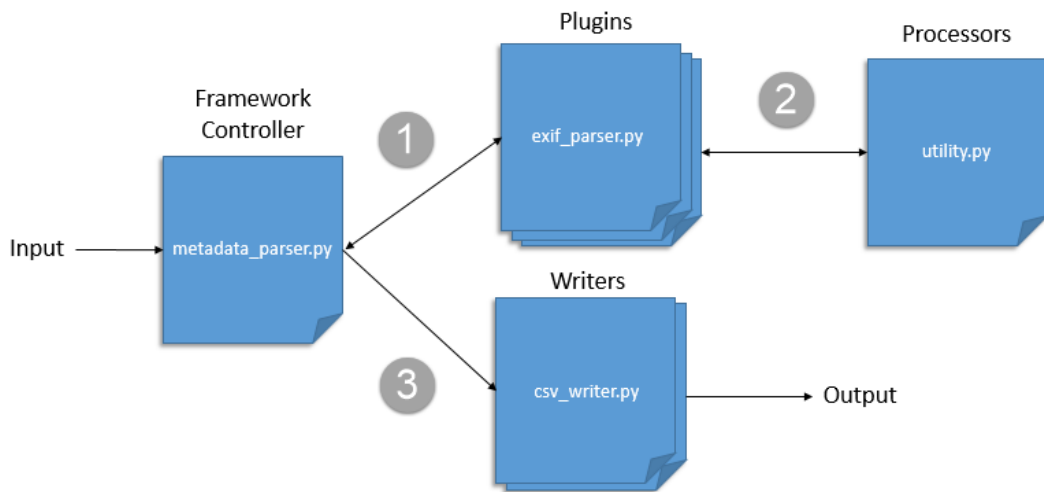 Plugins
Processors
Framework
Controller
1
2
exif_parser.py
utility.py
Input
metadata_parser.py
Writers
3
csv_writer.py
Output